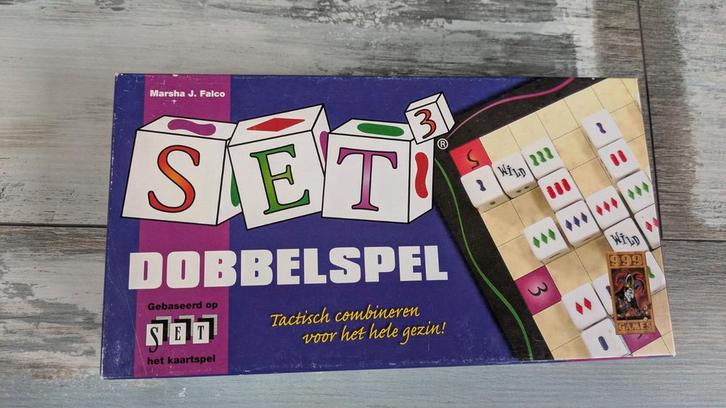 Marsha J. Falco
SET3®
DOBBELSPEL
Gebaseerd op
SET
het kaartspel
Tactisch combineren
voor het hele gezin!
S
WILD
WILD
3
999
GAMES